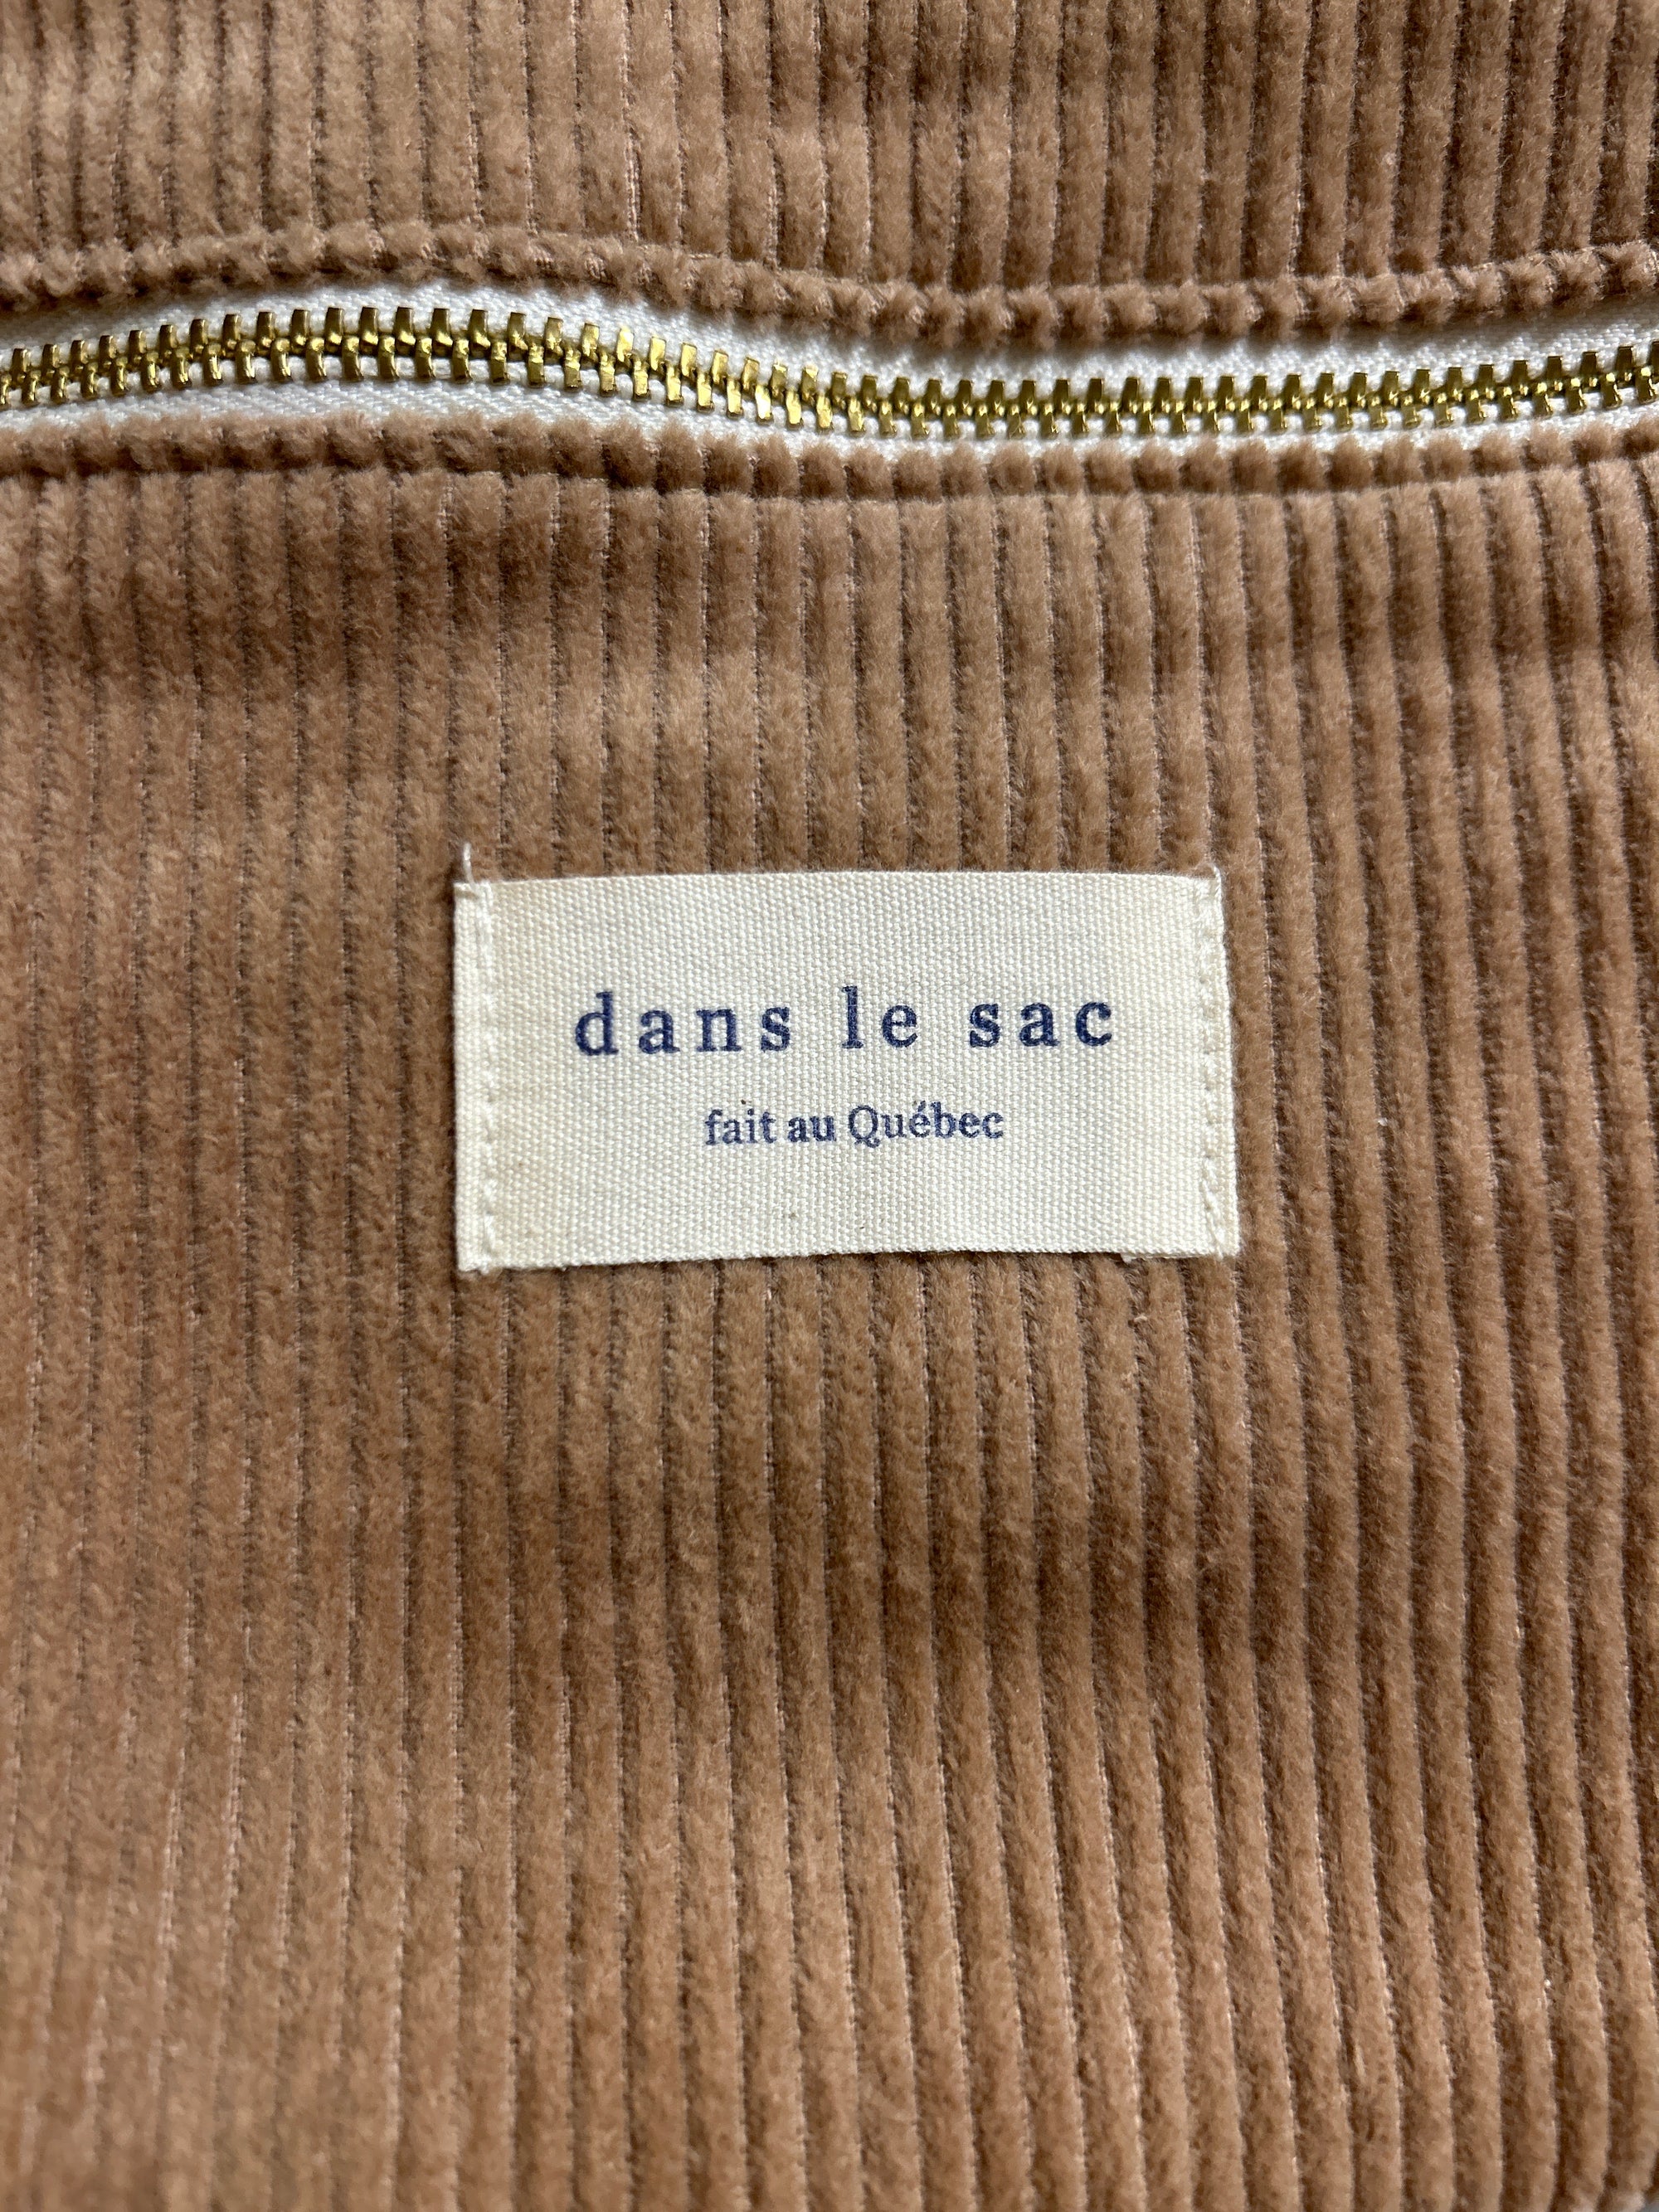 dans le sac
fait au Québec